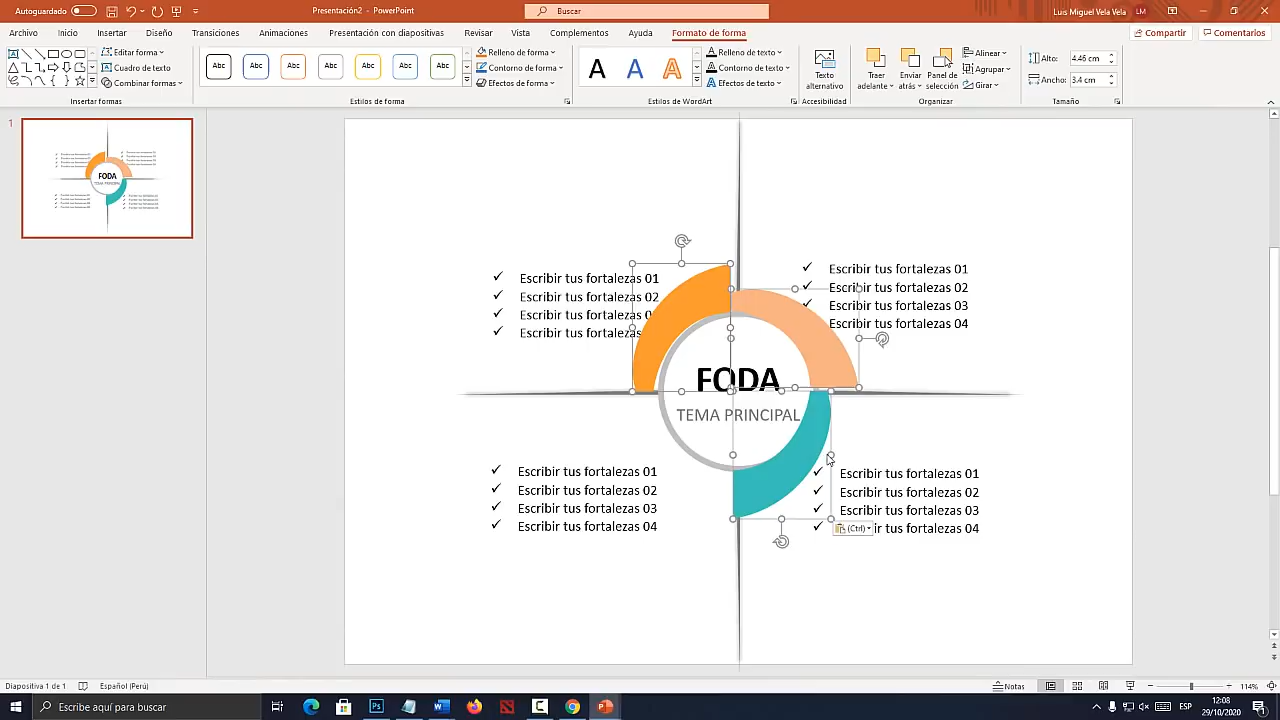 Autoguardado
Presentación2 - PowerPoint
Buscar
Luis Miguel Vela Vela
LM
Archivo
Inicio
Insertar
Diseño
Transiciones
Animaciones
Presentación con diapositivas
Revisar
Vista
Complementos
Ayuda
Formato de forma
Compartir
Comentarios
Editar forma
Cuadro de texto
Combinar formas
Insertar formas
Abc Abc Abc Abc Abc Abc Abc
Relleno de forma
Contorno de forma
Efectos de forma
Estilos de forma
A A A
Relleno de texto
Contorno de texto
Efectos de texto
Estilos de WordArt
Texto
alternativo
Accesibilidad
Traer
adelante
Enviar
atrás
Panel de
selección
Alinear
Agrupar
Girar
Organizar
Alto: 4.46 cm
Ancho: 3.4 cm
Tamaño
1
Escribir tus fortalezas 01
Escribir tus fortalezas 02
Escribir tus fortalezas 0
Escribir tus fortalezas
Escribir tus fortalezas 01
Escribir tus fortalezas 02
Escribir tus fortalezas 03
Escribir tus fortalezas 04
FODA
TEMA PRINCIPAL
Escribir tus fortalezas 01
Escribir tus fortalezas 02
Escribir tus fortalezas 03
Escribir tus fortalezas 04
Escribir tus fortalezas 01
Escribir tus fortalezas 02
Escribir tus fortalezas 03
(Ctrl) ir tus fortalezas 04
Diapositiva 1 de 1
Español (Perú)
Notas
114%
Escribe aquí para buscar
ESP
12:08
29/10/2020